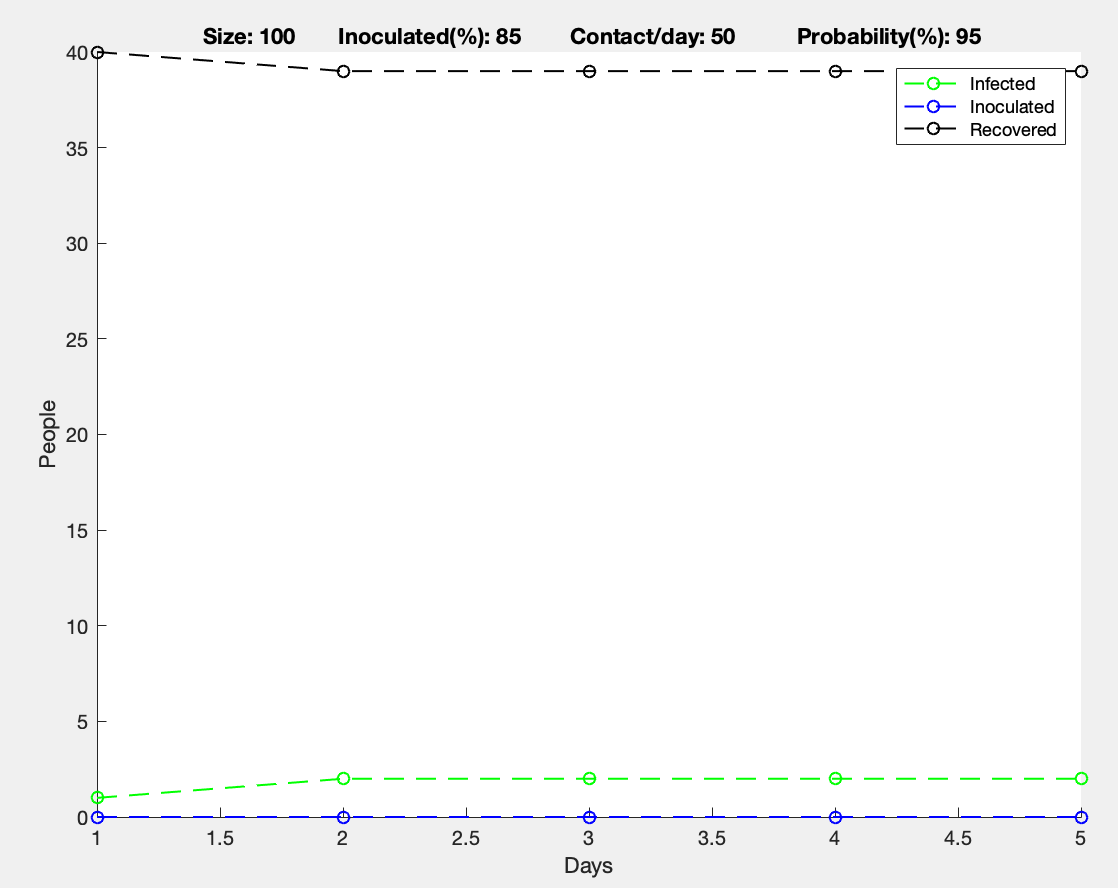 Size: 100 Inoculated(%): 85 Contact/day: 50 Probability(%): 95
40
35
30
25
20
15
10
5
0
People
Infected
Inoculated
Recovered
1 1.5 2 2.5 3 3.5 4 4.5 5
Days